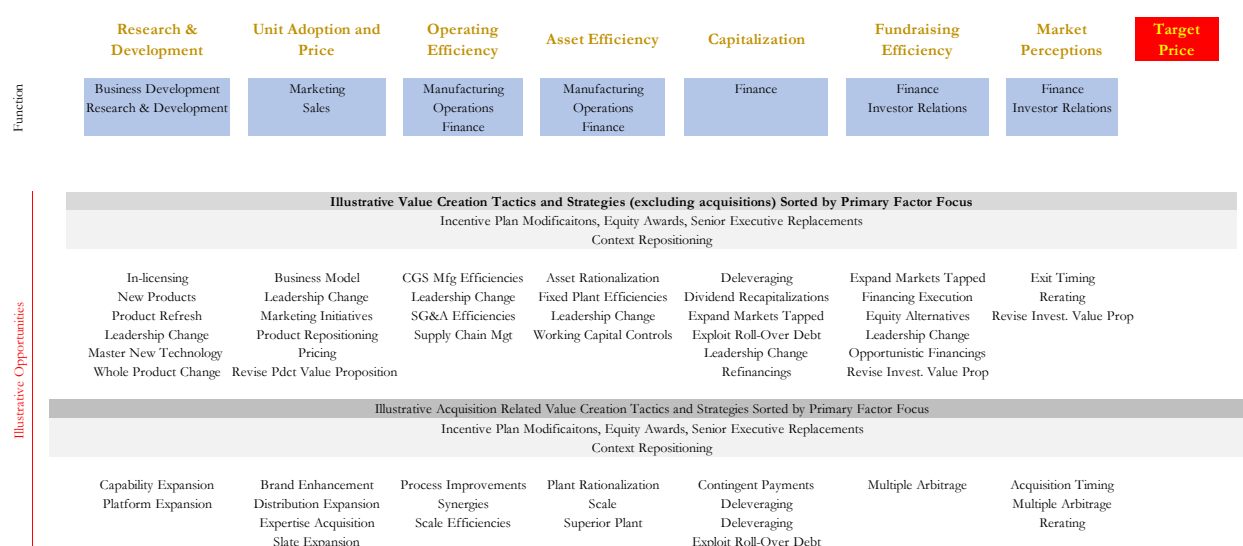 Research & Development
Unit Adoption and Price
Operating Efficiency
Asset Efficiency
Capitalization
Fundraising Efficiency
Market Perceptions
Target Price
Function
Business Development
Research & Development
Marketing
Sales
Manufacturing
Operations
Finance
Manufacturing
Operations
Finance
Finance
Finance
Investor Relations
Finance
Investor Relations
Illustrative Opportunities
Illustrative Value Creation Tactics and Strategies (excluding acquisitions) Sorted by Primary Factor Focus
Incentive Plan Modificaitons, Equity Awards, Senior Executive Replacements
Context Repositioning
In-licensing
New Products
Product Refresh
Leadership Change
Master New Technology
Whole Product Change
Business Model
Leadership Change
Marketing Initiatives
Product Repositioning
Pricing
Revise Pdct Value Proposition
CGS Mfg Efficiencies
Leadership Change
SG&A Efficiencies
Supply Chain Mgt
Asset Rationalization
Fixed Plant Efficiencies
Leadership Change
Working Capital Controls
Deleveraging
Dividend Recapitalizations
Expand Markets Tapped
Exploit Roll-Over Debt
Leadership Change
Refinancings
Expand Markets Tapped
Financing Execution
Equity Alternatives
Leadership Change
Opportunistic Financings
Revise Invest. Value Prop
Exit Timing
Rerating
Revise Invest. Value Prop
Illustrative Acquisition Related Value Creation Tactics and Strategies Sorted by Primary Factor Focus
Incentive Plan Modificaitons, Equity Awards, Senior Executive Replacements
Context Repositioning
Capability Expansion
Platform Expansion
Brand Enhancement
Distribution Expansion
Expertise Acquisition
Slate Expansion
Process Improvements
Synergies
Scale Efficiencies
Plant Rationalization
Scale
Superior Plant
Contingent Payments
Deleveraging
Deleveraging
Exploit Roll-Over Debt
Multiple Arbitrage
Acquisition Timing
Multiple Arbitrage
Rerating